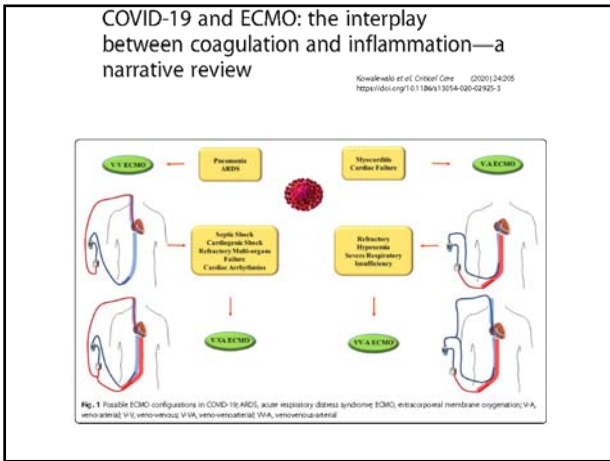 COVID-19 and ECMO: the interplay
between coagulation and inflammation—a
narrative review
Kowalewski et al. Critical Care (2020) 24:205
https://doi.org/10.1186/s13054-020-02925-3
V-V ECMO
Pneumonia
ARDS
Myocarditis
Cardiac Failure
V-A ECMO
Septic Shock
Cardiogenic Shock
Refractory Multi-organ
Failure
Cardiac Arrhythmias
Refractory
Hypoxemia
Severe Respiratory
Insufficiency
V-VA ECMO
VV-A ECMO
Fig. 1 Possible ECMO configurations in COVID-19; ARDS, acute respiratory distress syndrome; ECMO, extracorporeal membrane oxygenation; V-A,
venoarterial; V-V, veno-venous; V-VA, veno-venoarterial; VV-A, venovenous-arterial